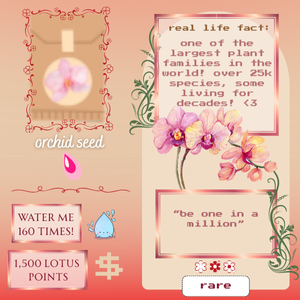 orchid seed
WATER ME
160 TIMES!
1,500 LOTUS
POINTS
$
real life fact:
one of the
largest plant
families in the
world! over 25k
species, some
living for
decades! <3
"be one in a
million"
rare